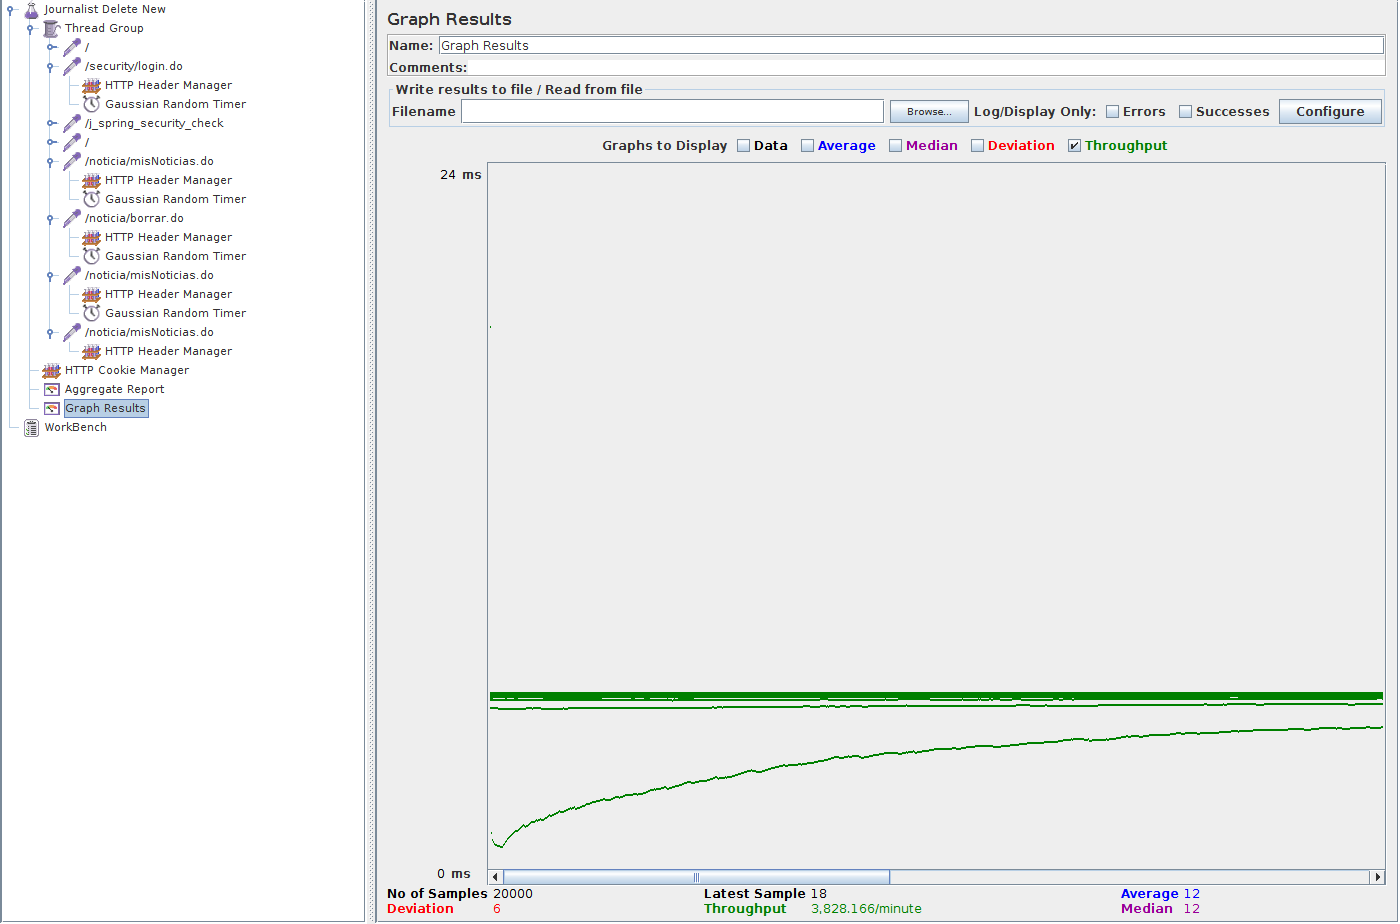 Journalist Delete New
Thread Group
/
/security/login.do
HTTP Header Manager
Gaussian Random Timer
/j_spring_security_check
/
/noticia/misNoticias.do
HTTP Header Manager
Gaussian Random Timer
/noticia/borrar.do
HTTP Header Manager
Gaussian Random Timer
/noticia/misNoticias.do
HTTP Header Manager
Gaussian Random Timer
/noticia/misNoticias.do
HTTP Header Manager
HTTP Cookie Manager
Aggregate Report
Graph Results
WorkBench
Graph Results
Name: Graph Results
Comments:
Write results to file / Read from file
Filename Browse... Log/Display Only: Errors Successes Configure
Graphs to Display Data Average Median Deviation Throughput
24 ms
0 ms
No of Samples 20000 Latest Sample 18 Average 12
Deviation 6 Throughput 3,828.166/minute Median 12